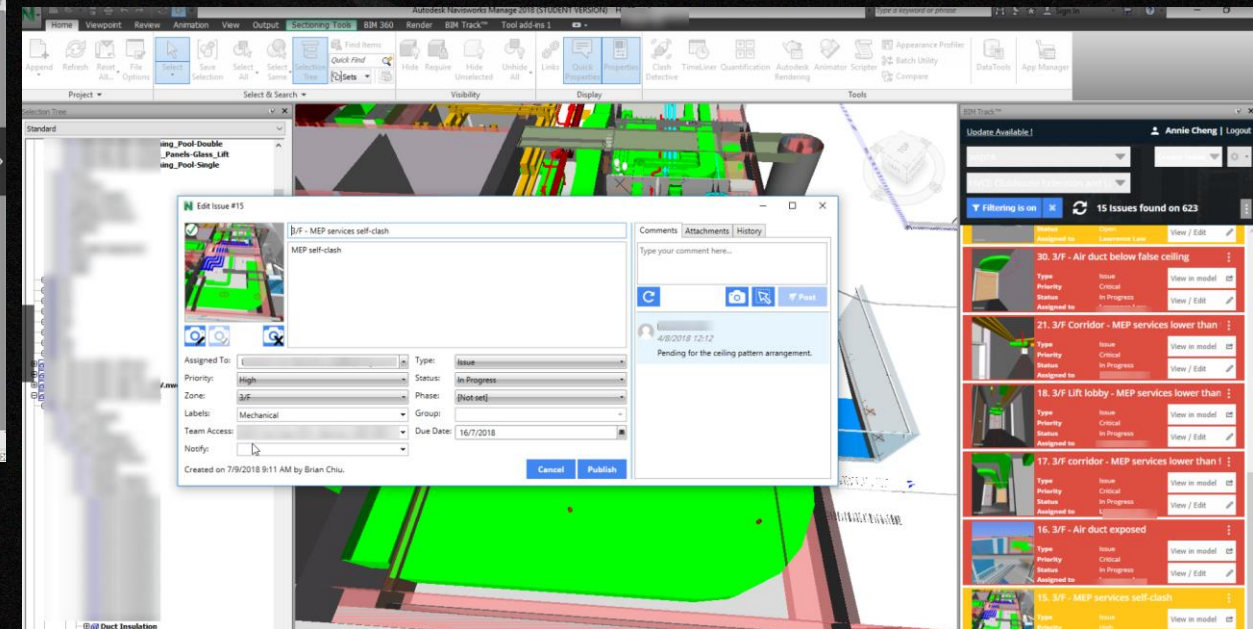 Autodesk Navisworks Manage 2018 (STUDENT VERSION)
Type a keyword or phrase
Sign In
Home Viewpoint Review Animation View Output Sectioning Tools BIM 360 Render BIM Track™ Tool add-ins 1
Append
Refresh
Reset All...
File Options
Select
Save Selection
Select All
Select Same
Selection Tree
Find Items
Quick Find
Sets
Hide
Require
Hide Unselected
Unhide All
Links
Quick Properties
Properties
Clash Detective
TimeLiner
Quantification
Autodesk Rendering
Animator
Scripter
Appearance Profiler
Batch Utility
Compare
DataTools
App Manager
Project
Select & Search
Visibility
Display
Tools
Selection Tree
Standard
ing_Pool-Double
_Panels-Glass_Lift
ing_Pool-Single
Duct Insulation
Edit Issue #15
3/F - MEP services self-clash
MEP self-clash
Assigned To:
Type: Issue
Priority: High
Status: In Progress
Zone: 3/F
Phase: [Not set]
Labels: Mechanical
Group:
Team Access:
Due Date: 16/7/2018
Notify:
Created on 7/9/2018 9:11 AM by Brian Chiu.
Cancel
Publish
Comments Attachments History
Type your comment here...
Post
4/8/2018 12:12
Pending for the ceiling pattern arrangement.
BIM Track™
Update Available !
Annie Cheng | Logout
Filtering is on
15 Issues found on 623
Status Open
Assigned to Lawrence Law
View / Edit
30. 3/F - Air duct below false ceiling
Type Issue
Priority Critical
Status In Progress
Assigned to
View in model
View / Edit
21. 3/F Corridor - MEP services lower than
Type Issue
Priority Critical
Status In Progress
Assigned to
View in model
View / Edit
18. 3/F Lift lobby - MEP services lower than
Type Issue
Priority Critical
Status In Progress
Assigned to
View in model
View / Edit
17. 3/F corridor - MEP services lower than
Type Issue
Priority Critical
Status In Progress
Assigned to
View in model
View / Edit
16. 3/F - Air duct exposed
Type Issue
Priority Critical
Status In Progress
Assigned to
View in model
View / Edit
15. 3/F - MEP services self-clash
Type Issue
Priority High
View in model